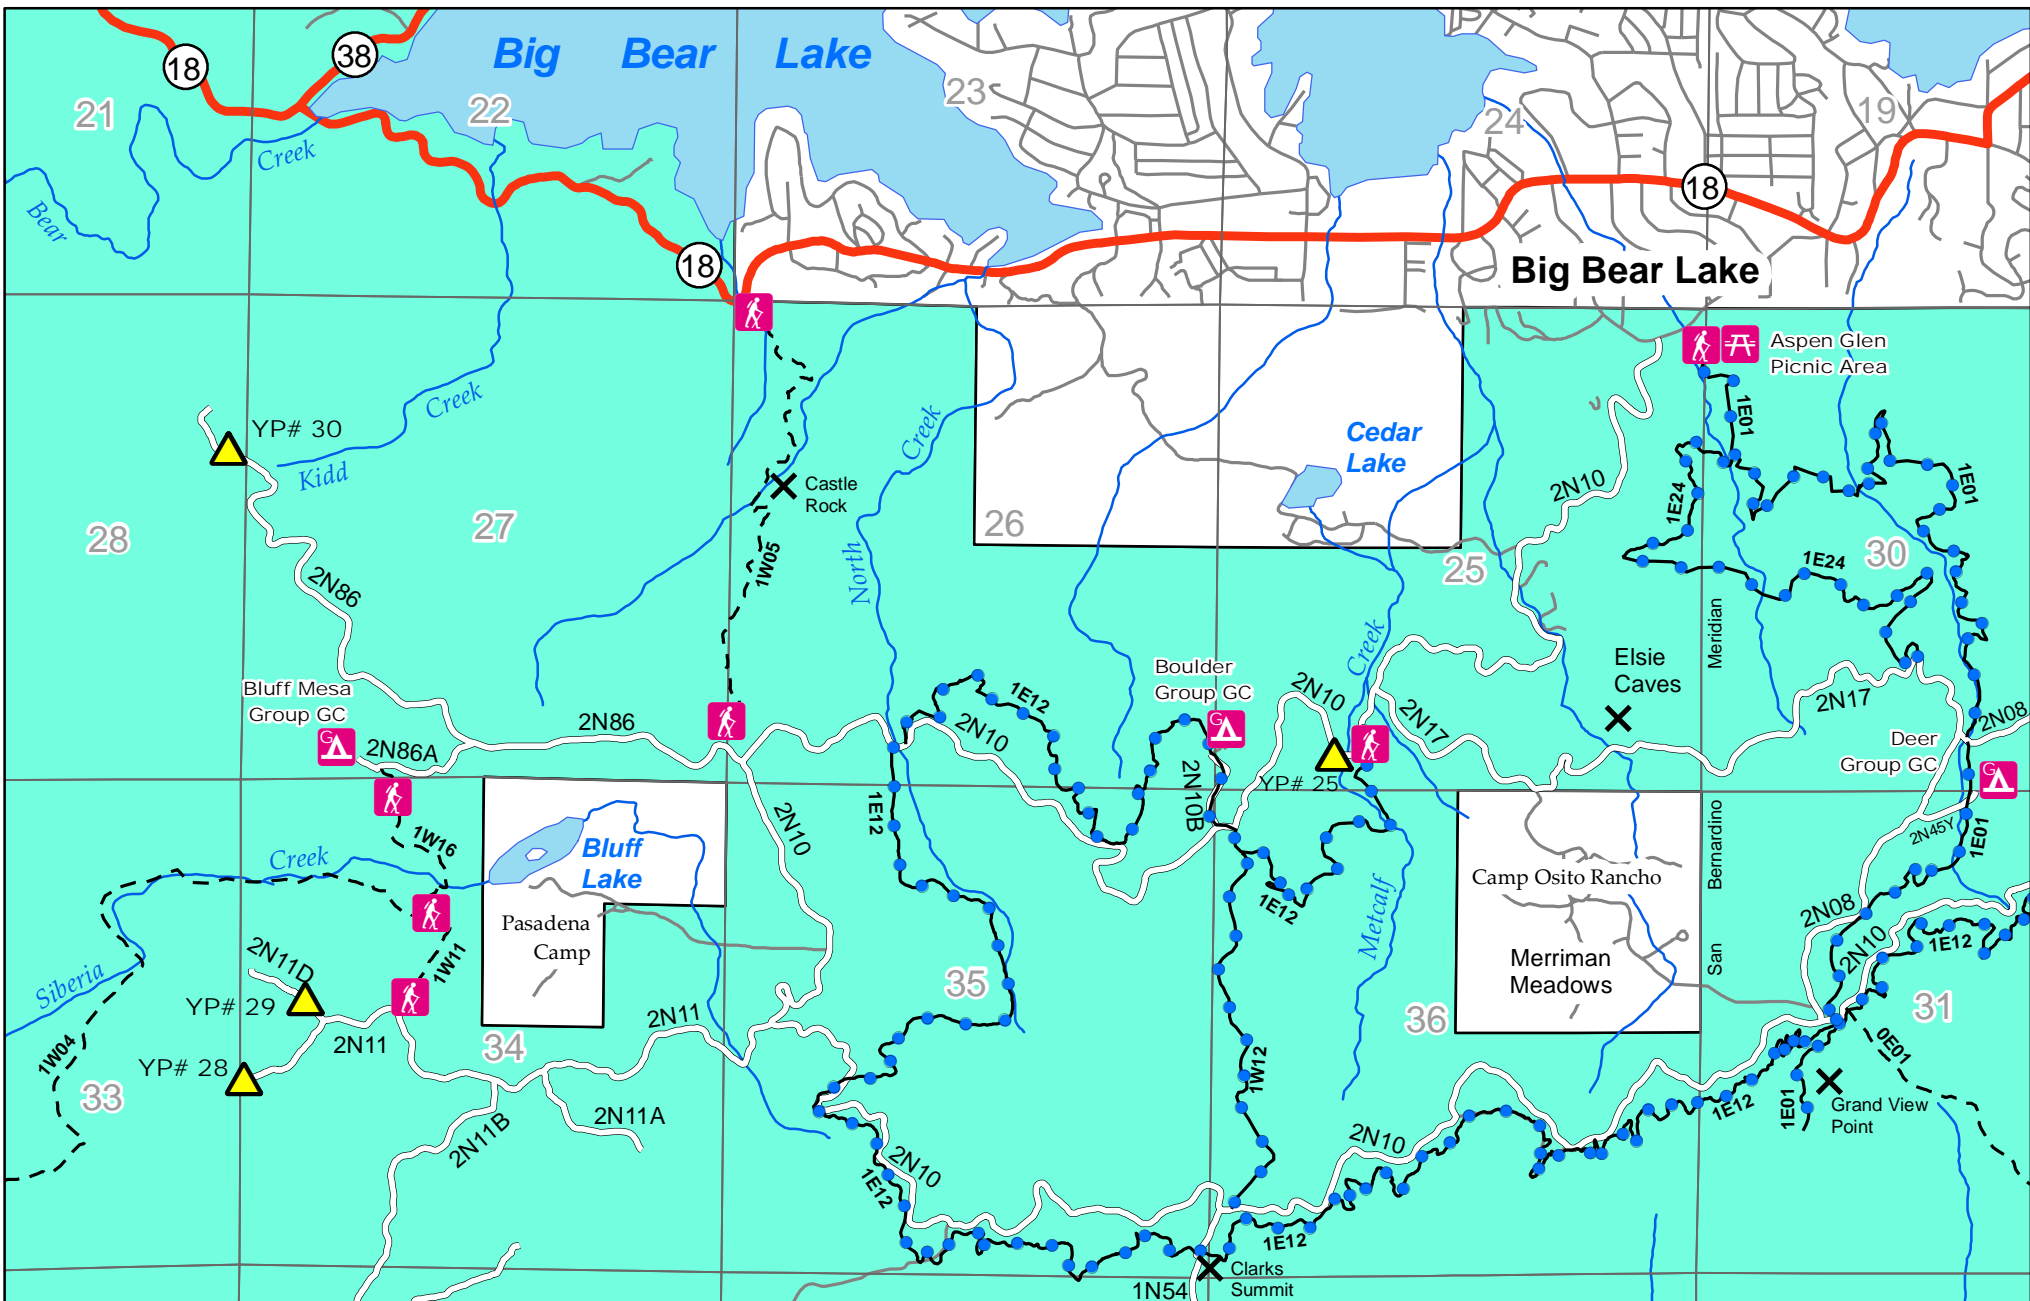 Big Bear Lake
18
38
21
22
23
24
19
Creek
Bear
18
18
Big Bear Lake
Aspen Glen
Picnic Area
Creek
Kidd
YP# 30
Creek
North
Castle
Rock
Cedar
Lake
1E01
2N10
1E24
1E01
28
27
26
25
30
1E24
1W05
2N86
Meridian
Elsie
Caves
Creek
Boulder
Group GC
Bluff Mesa
Group GC
G
2N86A
2N86
2N10
1E12
G
2N10
2N17
2N17
2N08
Deer
Group GC
G
YP# 25
2N10B
1E12
2N10
1W16
Creek
Bluff
Lake
2N45Y
1E01
Bernardino
Camp Osito Rancho
Pasadena
Camp
1E12
Metcalf
2N08
2N10
1E12
San
Merriman
Meadows
Siberia
1W11
2N11D
YP# 29
2N11
2N11
34
35
36
31
0E01
YP# 28
1W04
33
2N11B
2N11A
1W12
1E12
1E01
Grand View
Point
2N10
1E12
2N10
1E12
Clarks
Summit
1N54